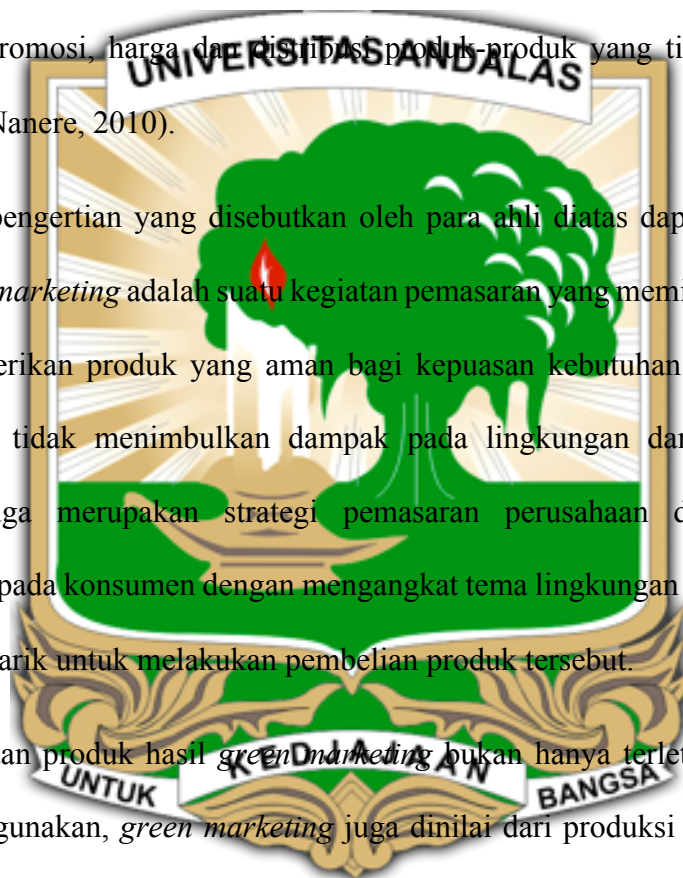 romosi, harga dan distribusi produk-produk yang ti
UNIVERSITAS ANDALAS
Nanere, 2010).
pengertian yang disebutkan oleh para ahli diatas dap
marketing adalah suatu kegiatan pemasaran yang memi
erikan produk yang aman bagi kepuasan kebutuhan
tidak menimbulkan dampak pada lingkungan dan
ga merupakan strategi pemasaran perusahaan d
pada konsumen dengan mengangkat tema lingkungan
arik untuk melakukan pembelian produk tersebut.
an produk hasil green marketing bukan hanya terlet
UNTUK KEDJAJAAN BANGSA
gunakan, green marketing juga dinilai dari produksi